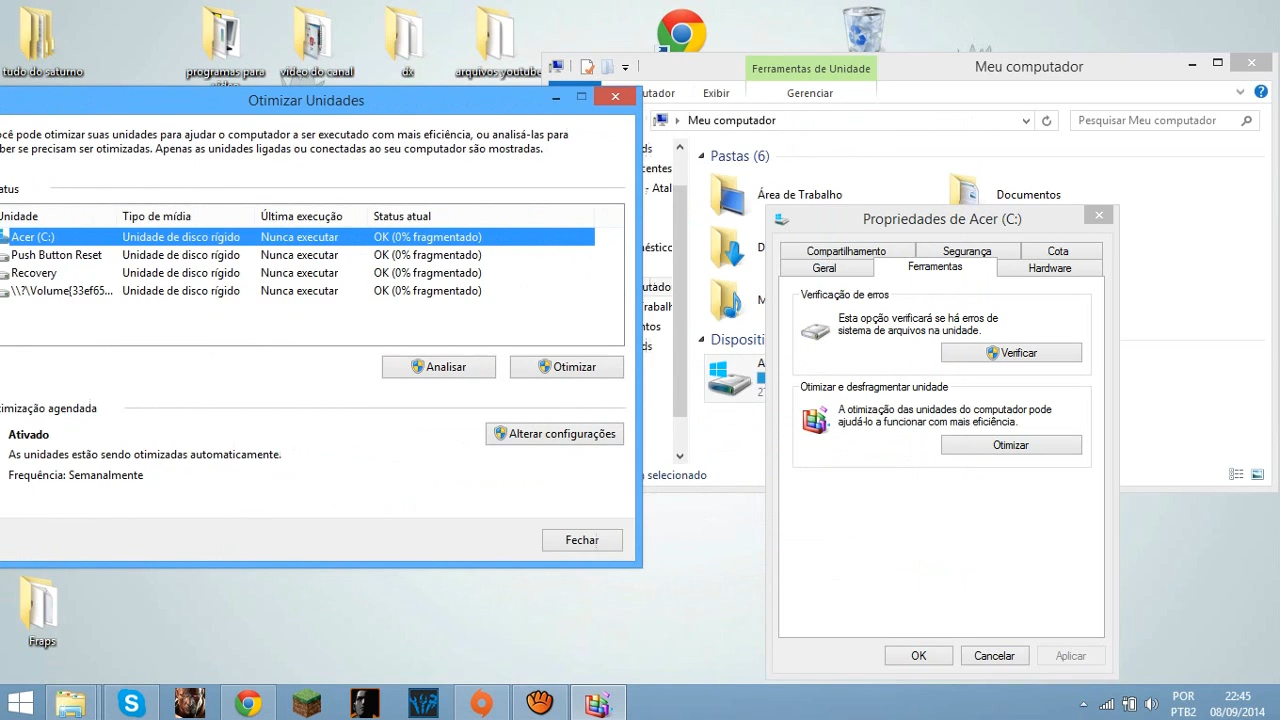 tudo do saturno
programas para
vídeo do canal
dx
arquivos youtube
Ferramentas de Unidade
Meu computador
utador
Exibir
Gerenciar
Meu computador
Pesquisar Meu computador
Pastas (6)
Área de Trabalho
Documentos
ds
ecentes
- Atal
Dispositi
a selecionado
Otimizar Unidades
ocê pode otimizar suas unidades para ajudar o computador a ser executado com mais eficiência, ou analisá-las para
ber se precisam ser otimizadas. Apenas as unidades ligadas ou conectadas ao seu computador são mostradas.
atus
Unidade Tipo de mídia Última execução Status atual
Acer (C:) Unidade de disco rígido Nunca executar OK (0% fragmentado)
Push Button Reset Unidade de disco rígido Nunca executar OK (0% fragmentado)
Recovery Unidade de disco rígido Nunca executar OK (0% fragmentado)
\\?\Volume{33ef65... Unidade de disco rígido Nunca executar OK (0% fragmentado)
Analisar
Otimizar
timização agendada
Ativado
Alterar configurações
As unidades estão sendo otimizadas automaticamente.
Frequência: Semanalmente
Fechar
Propriedades de Acer (C:)
Compartilhamento Segurança Cota
Geral Ferramentas Hardware
Verificação de erros
Esta opção verificará se há erros de
sistema de arquivos na unidade.
Verificar
Otimizar e desfragmentar unidade
A otimização das unidades do computador pode
ajudá-lo a funcionar com mais eficiência.
Otimizar
OK
Cancelar
Aplicar
Fraps
POR
PTB2
22:45
08/09/2014